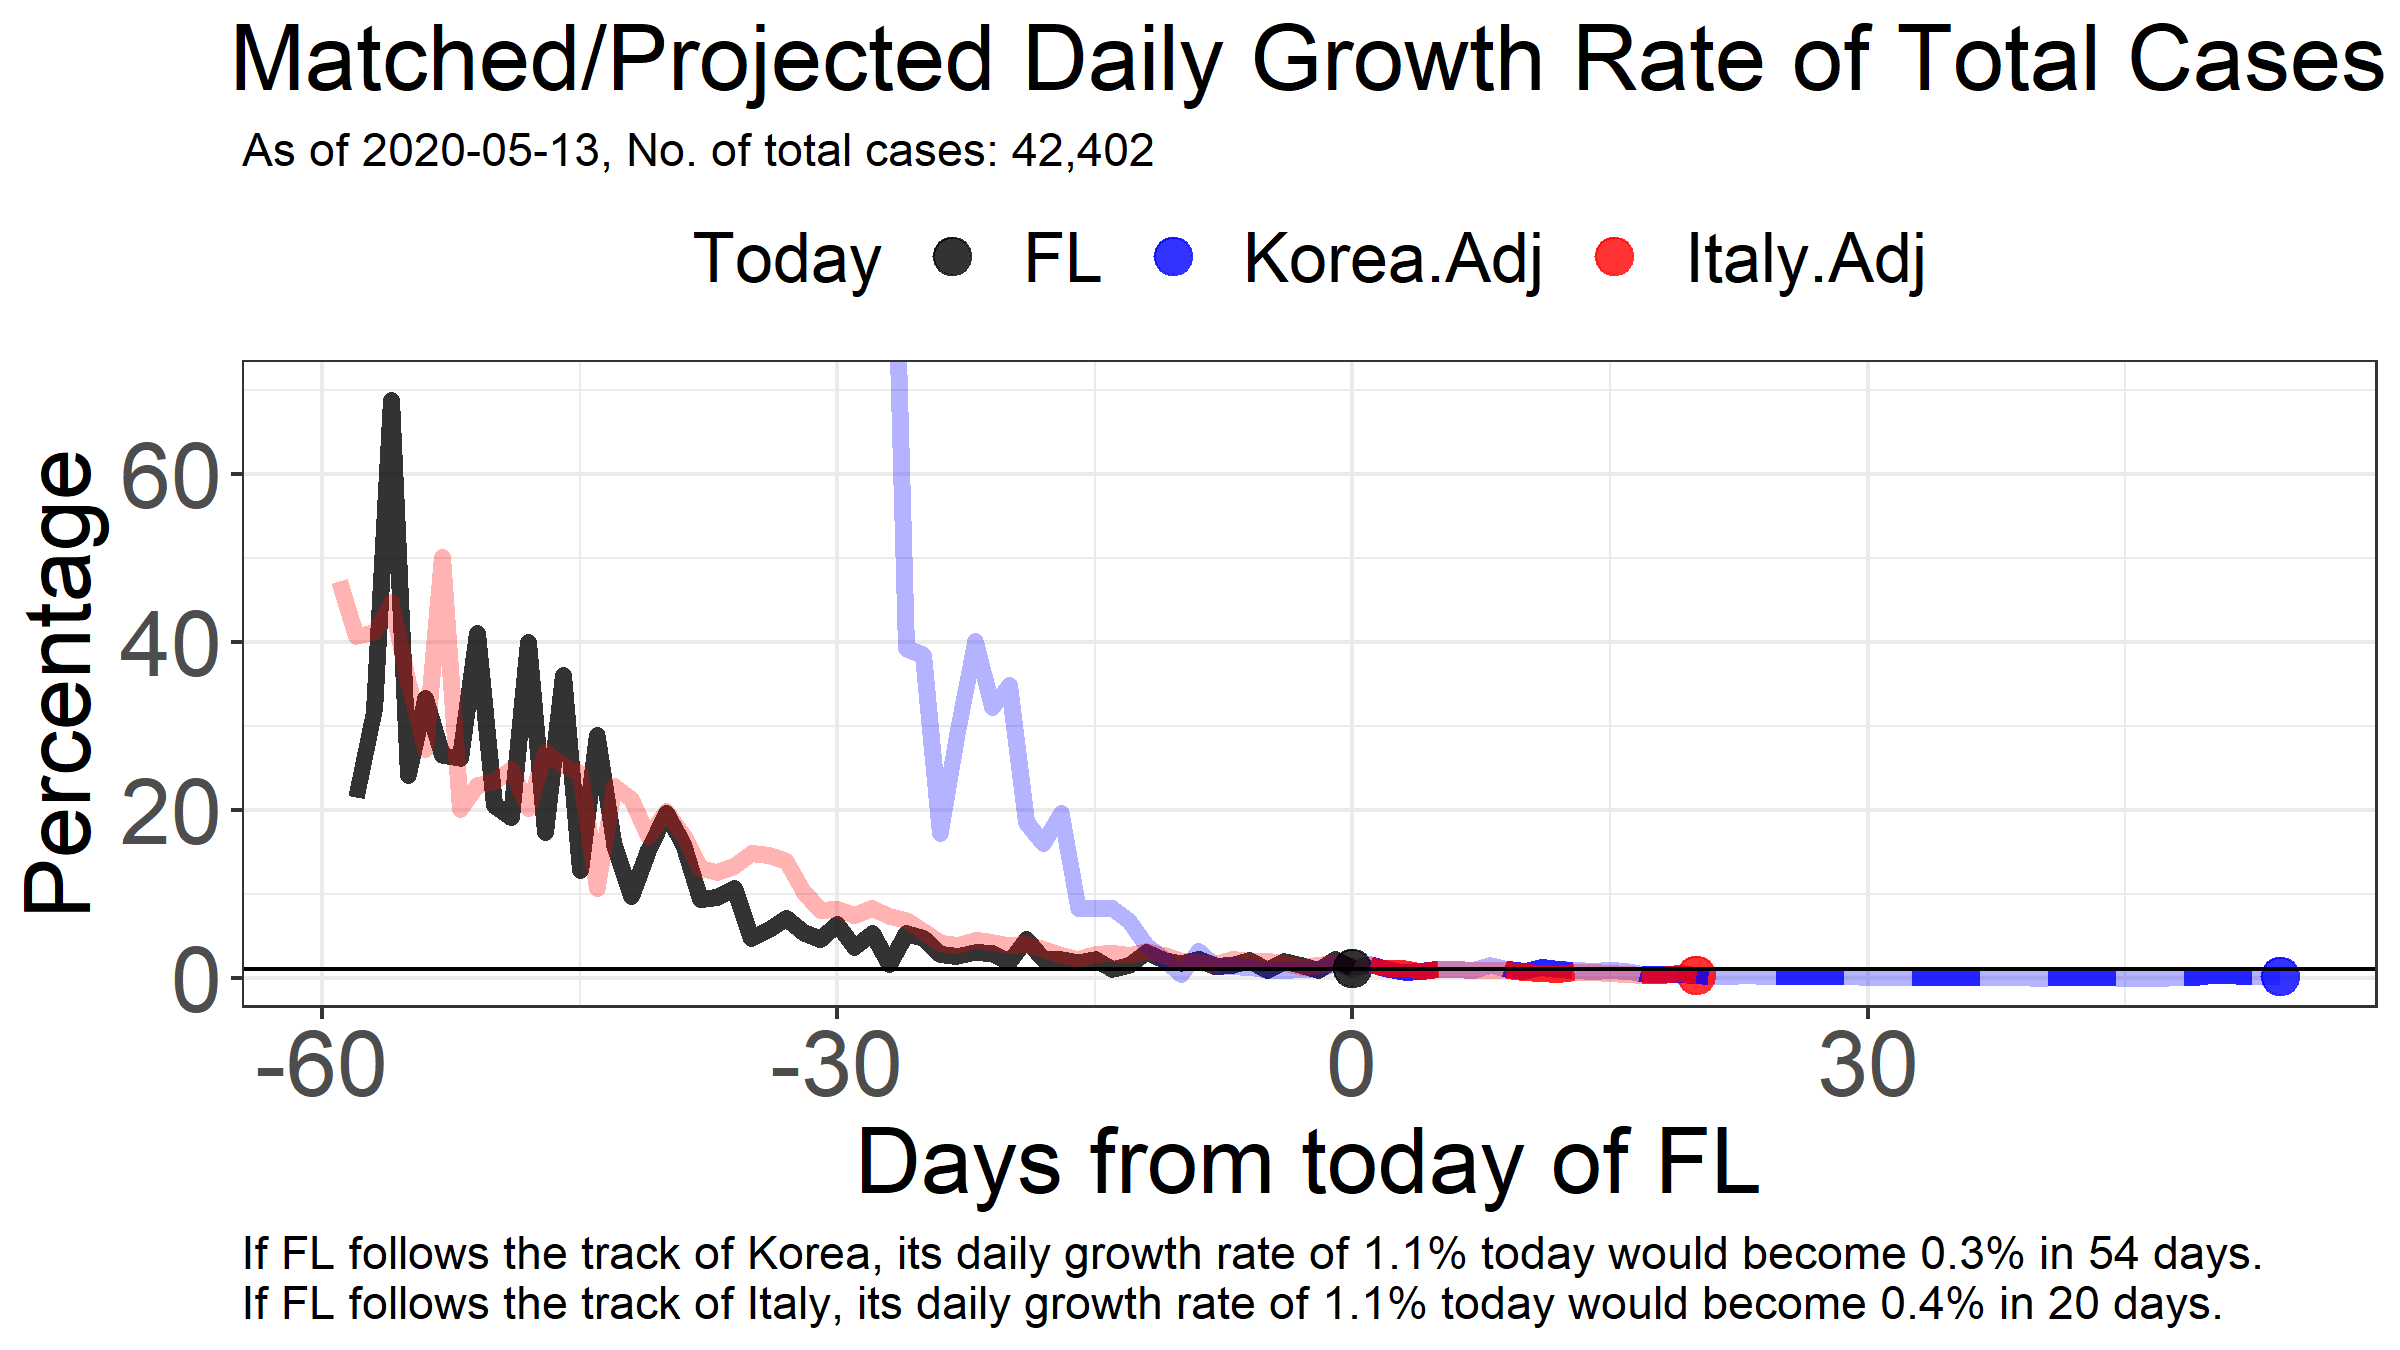 Matched/Projected Daily Growth Rate of Total Cases
As of 2020-05-13, No. of total cases: 42,402
Today FL Korea.Adj Italy.Adj
Percentage
60
40
20
0
-60 -30 0 30
Days from today of FL
If FL follows the track of Korea, its daily growth rate of 1.1% today would become 0.3% in 54 days.
If FL follows the track of Italy, its daily growth rate of 1.1% today would become 0.4% in 20 days.